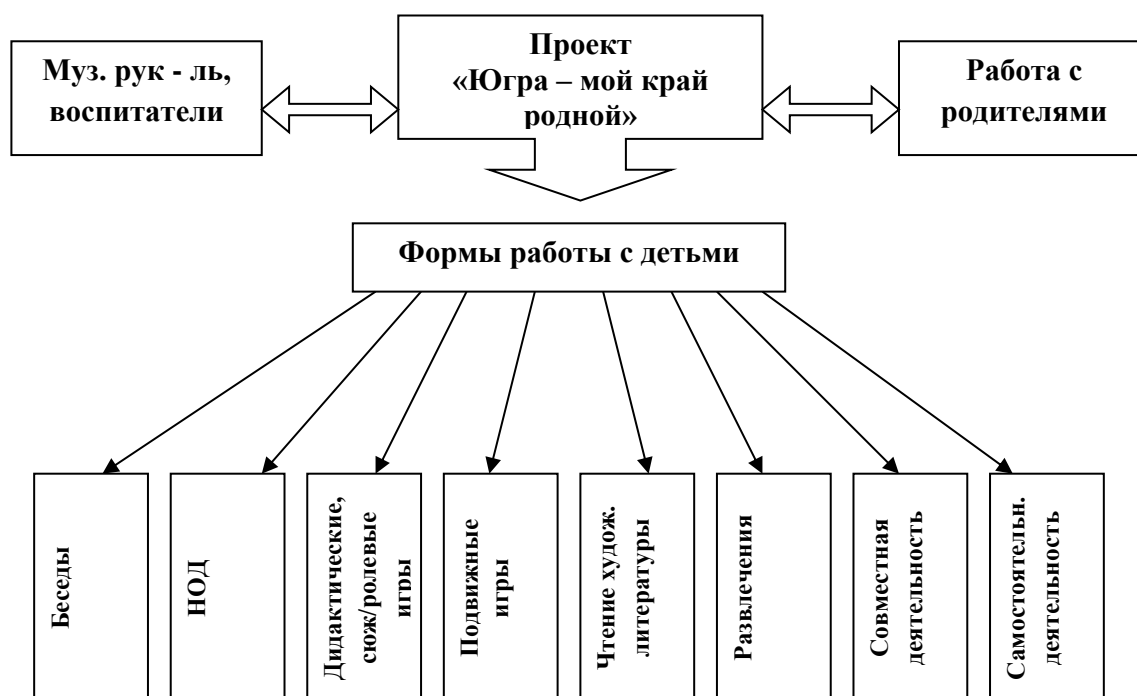 Муз. рук - ль,
воспитатели
Проект
«Югра – мой край
родной»
Работа с
родителями
Формы работы с детьми
Беседы
НОД
Дидактические,
сюж/ролевые
игры
Подвижные
игры
Чтение худож.
литературы
Развлечения
Совместная
деятельность
Самостоятельн.
деятельность